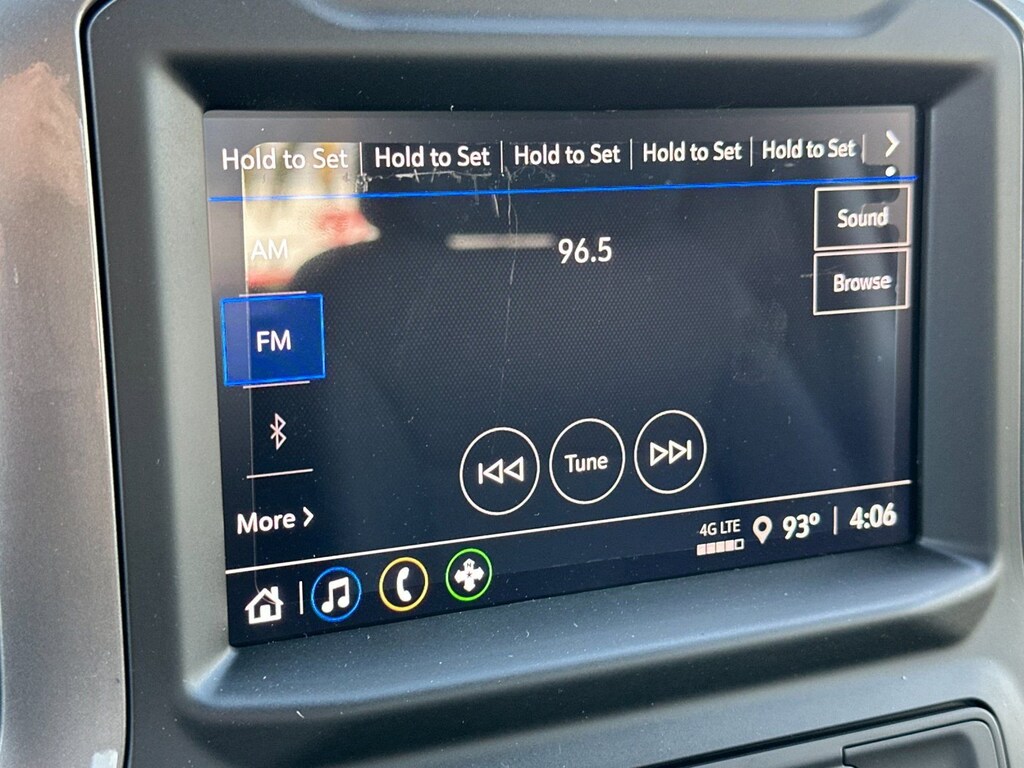 Hold to Set Hold to Set Hold to Set Hold to Set Hold to Set
Sound
AM 96.5
Browse
FM
Tune
More
4G LTE 93° 4:06